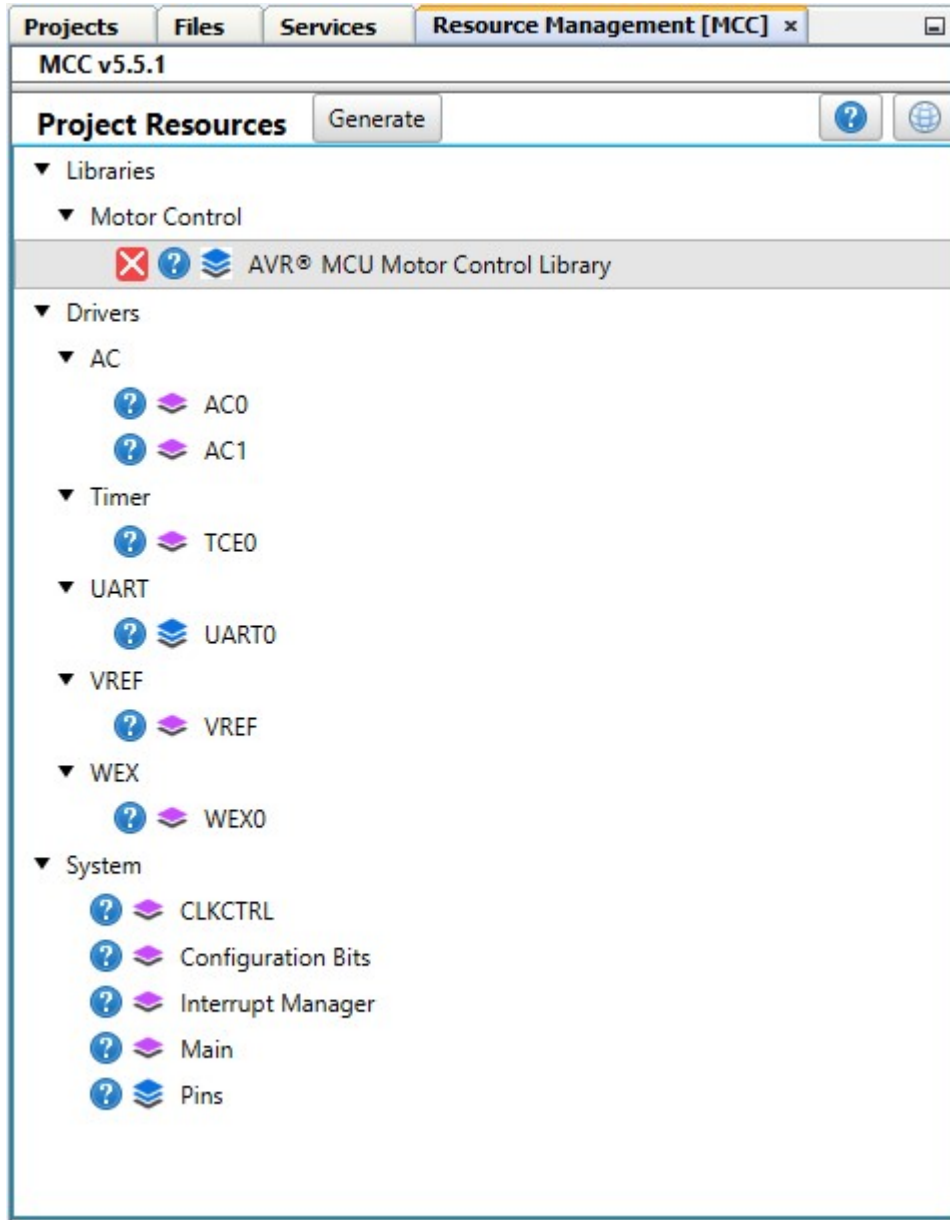 Projects Files Services Resource Management [MCC] ×
MCC v5.5.1
Project Resources Generate
Libraries
Motor Control
AVR® MCU Motor Control Library
Drivers
AC
AC0
AC1
Timer
TCE0
UART
UART0
VREF
VREF
WEX
WEX0
System
CLKCTRL
Configuration Bits
Interrupt Manager
Main
Pins